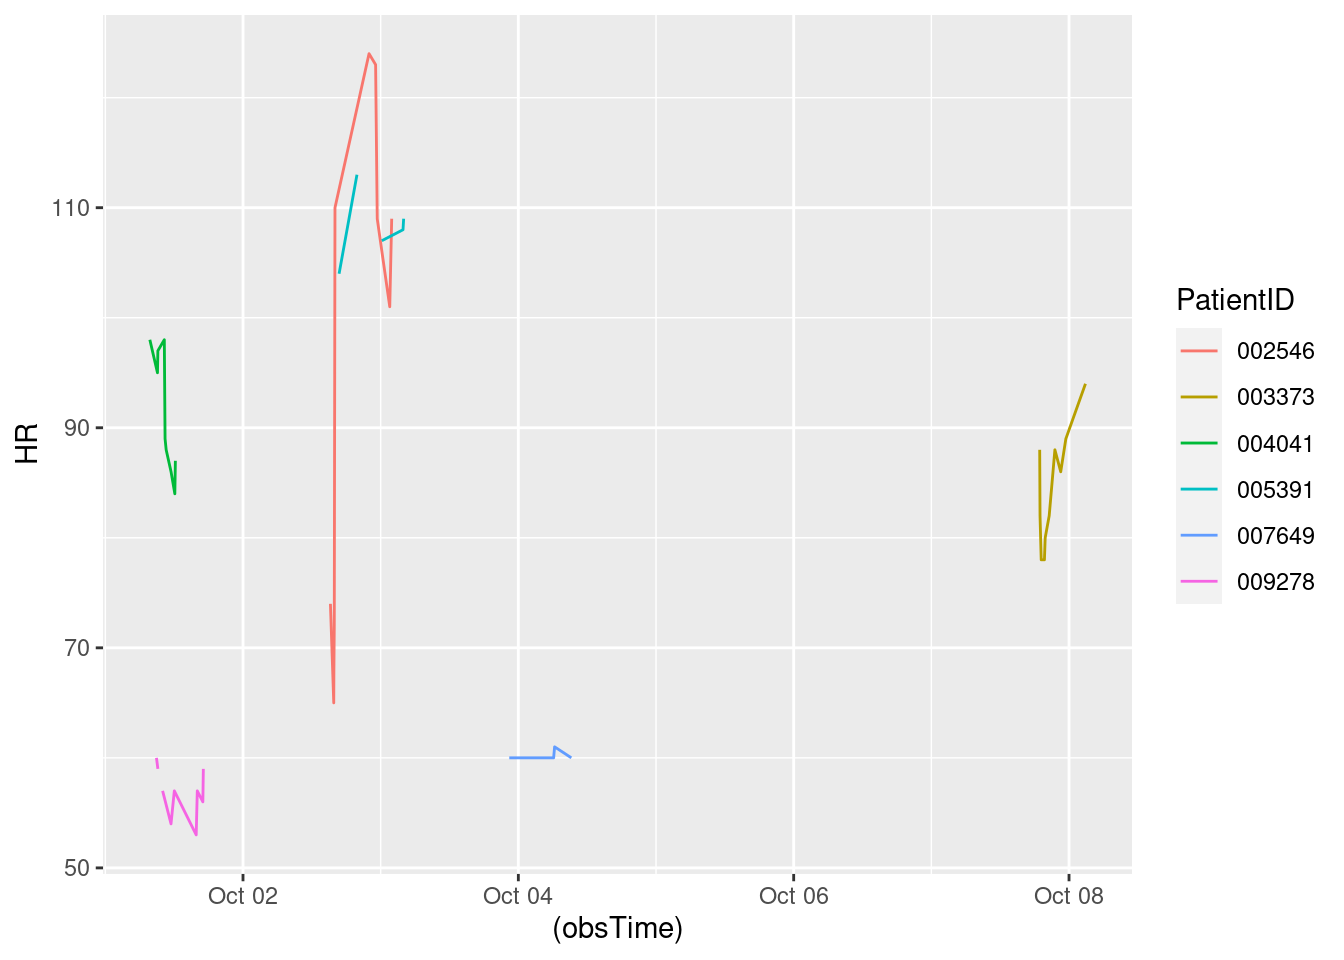 110
90
70
50
HR
Oct 02
Oct 04
Oct 06
Oct 08
(obsTime)
PatientID
002546
003373
004041
005391
007649
009278